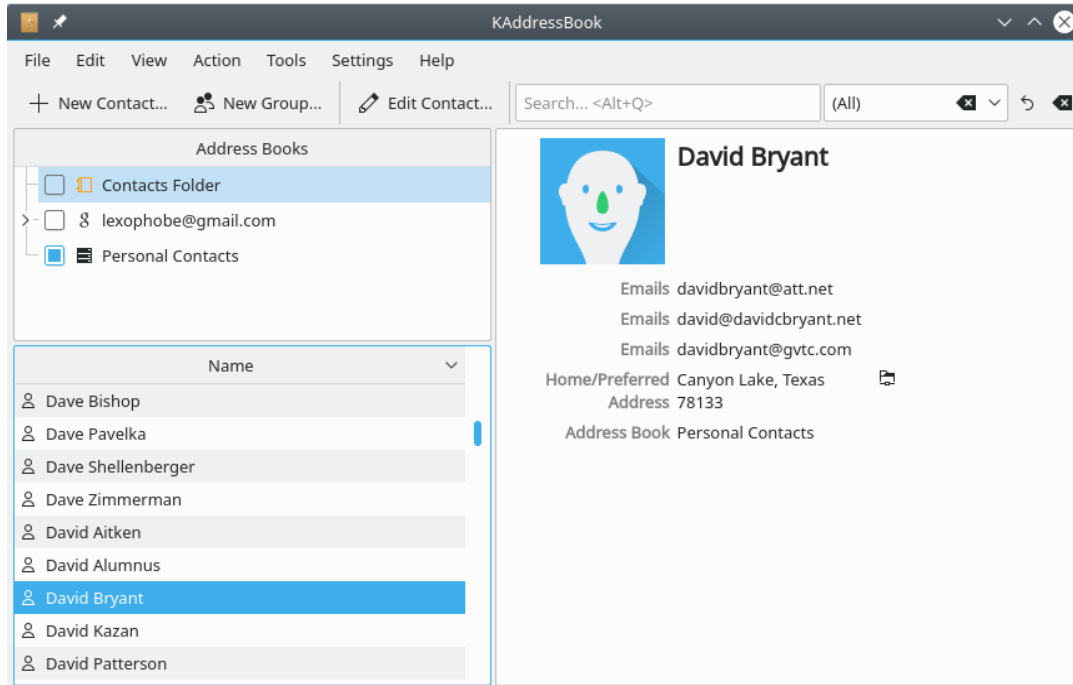 KAddressBook
File Edit View Action Tools Settings Help
New Contact... New Group... Edit Contact... Search... <Alt+Q> (All)
Address Books
Contacts Folder
lexophobe@gmail.com
Personal Contacts
Name
Dave Bishop
Dave Pavelka
Dave Shellenberger
Dave Zimmerman
David Aitken
David Alumnus
David Bryant
David Kazan
David Patterson
David Bryant
Emails davidbryant@att.net
Emails david@davidcbryant.net
Emails davidbryant@gvtc.com
Home/Preferred Canyon Lake, Texas
Address 78133
Address Book Personal Contacts